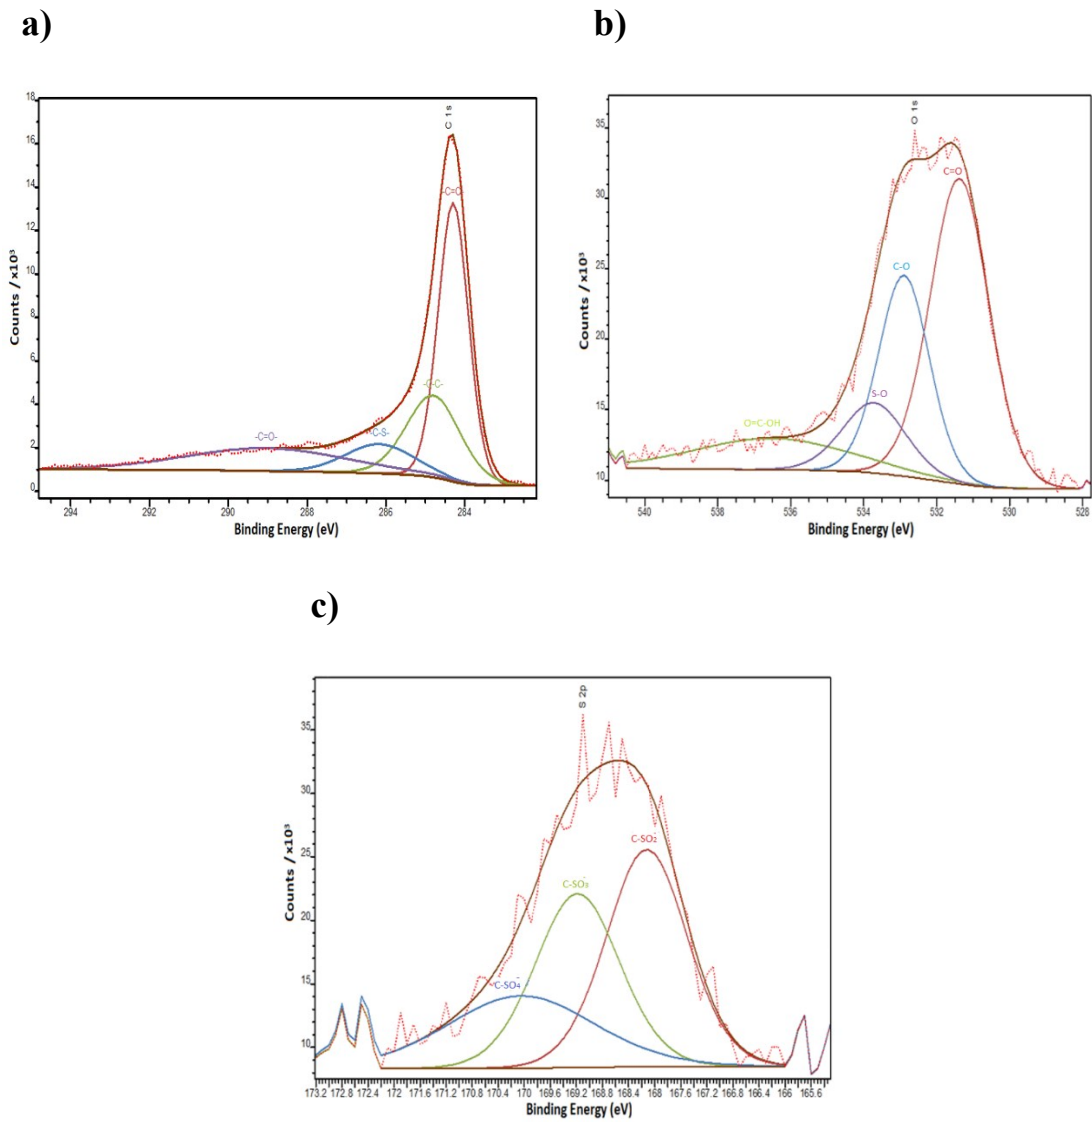 a)
C 1s
-C=C-
-C-C-
-C-S-
-C=O-
18
16
14
12
10
8
6
4
2
0
Counts / x10³
294 292 290 288 286 284
Binding Energy (eV)
b)
O 1s
C=O
C-O
S-O
O=C-OH
35
30
25
20
15
10
Counts / x10³
540 538 536 534 532 530 528
Binding Energy (eV)
c)
S 2p
C-SO₂⁻
C-SO₃⁻
C-SO₄⁻
35
30
25
20
15
10
Counts / x10³
173.2 172.8 172.4 172 171.6 171.2 170.8 170.4 170 169.6 169.2 168.8 168.4 168 167.6 167.2 166.8 166.4 166 165.6
Binding Energy (eV)